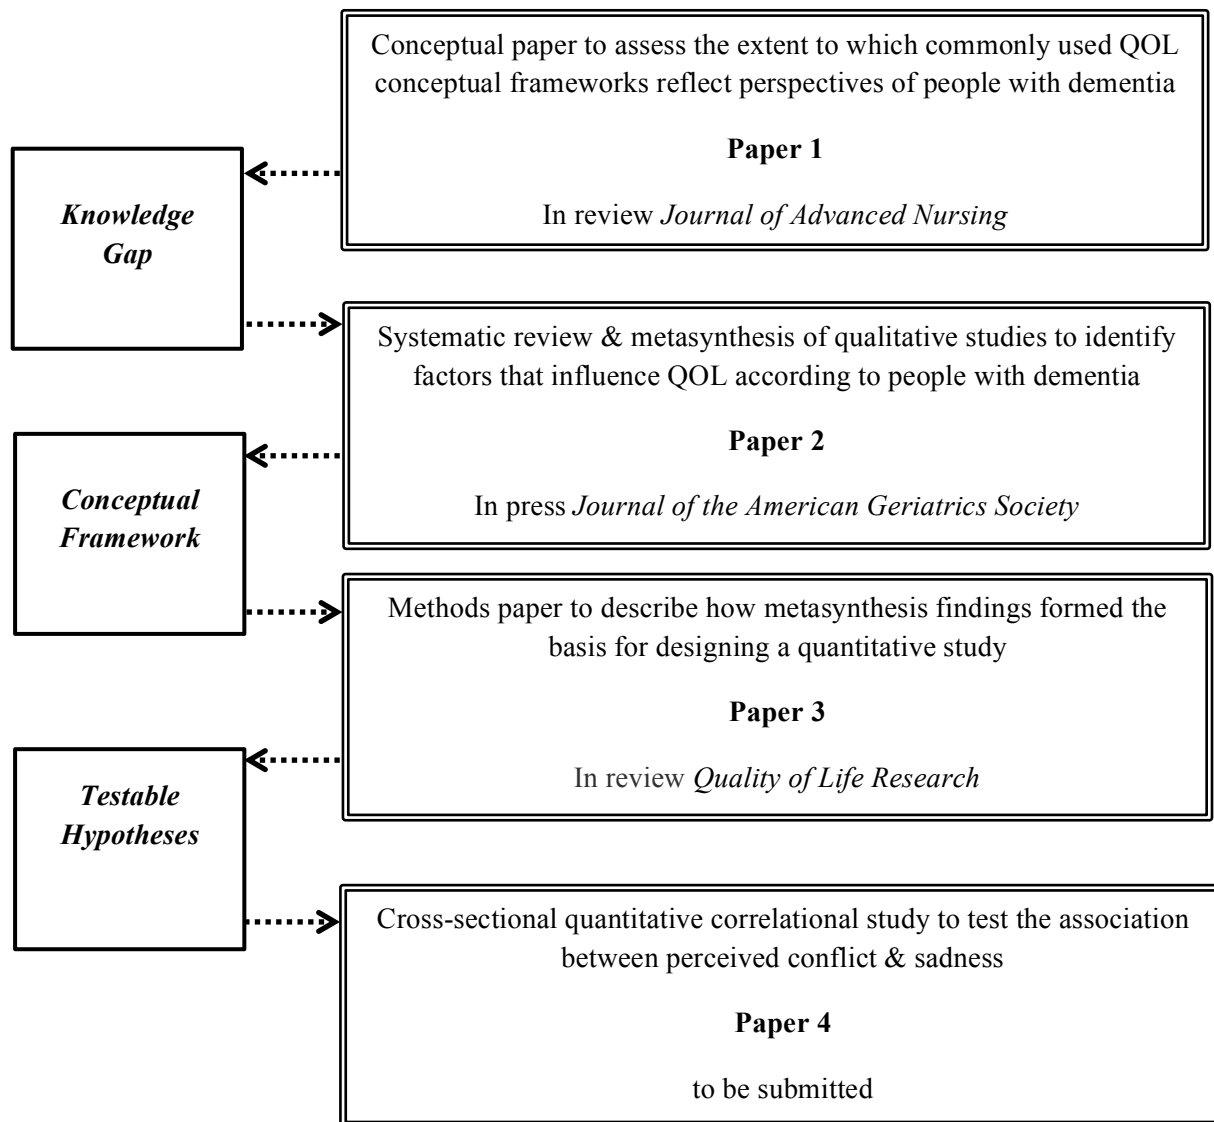 Conceptual paper to assess the extent to which commonly used QOL
conceptual frameworks reflect perspectives of people with dementia
Paper 1
In review Journal of Advanced Nursing
Knowledge
Gap
Systematic review & metasynthesis of qualitative studies to identify
factors that influence QOL according to people with dementia
Paper 2
In press Journal of the American Geriatrics Society
Conceptual
Framework
Methods paper to describe how metasynthesis findings formed the
basis for designing a quantitative study
Paper 3
In review Quality of Life Research
Testable
Hypotheses
Cross-sectional quantitative correlational study to test the association
between perceived conflict & sadness
Paper 4
to be submitted